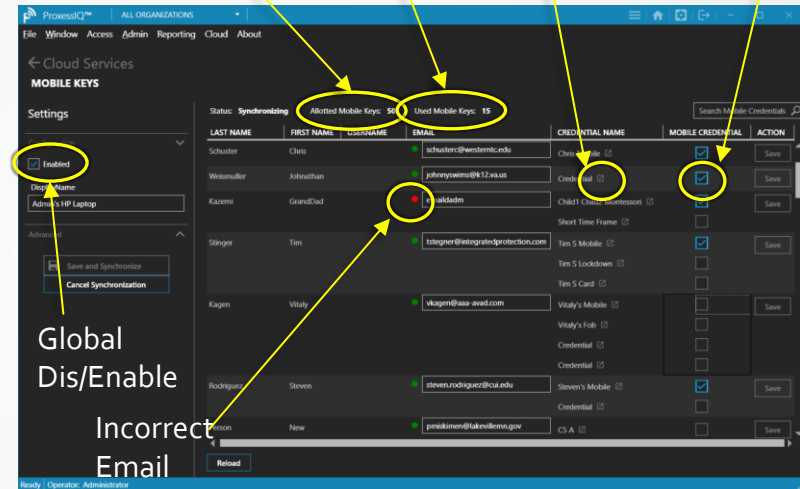 ProxessIQ™ ALL ORGANIZATIONS
File Window Access Admin Reporting Cloud About
Cloud Services
MOBILE KEYS
Settings
Status: Synchronizing Allotted Mobile Keys: 50 Used Mobile Keys: 15 Search Mobile Credentials
LAST NAME FIRST NAME USERNAME EMAIL CREDENTIAL NAME MOBILE CREDENTIAL ACTION
Schuster Chris schusterc@westerntc.edu Chris Mobile Save
Enabled
Weismuller Johnathan johnnyswims@k12.va.us Credential Save
Display Name
Admin's HP Laptop
Kazemi GrandDad emaildadm Child1 Child2 Montessori Save
Short Time Frame
Advanced
Stinger Tim tstegner@integratedprotection.com Tim S Mobile Save
Tim S Lockdown
Tim S Card
Save and Synchronize
Cancel Synchronization
Kagen Vitaly vkagen@aaa-avad.com Vitaly's Mobile Save
Vitaly's Fob
Credential
Credential
Global
Dis/Enable
Rodriguez Steven steven.rodriguez@cui.edu Steven's Mobile Save
Credential
Person New pmiskimen@lakevillemn.gov CS A Save
Incorrect
Email
Reload
Ready Operator: Administrator